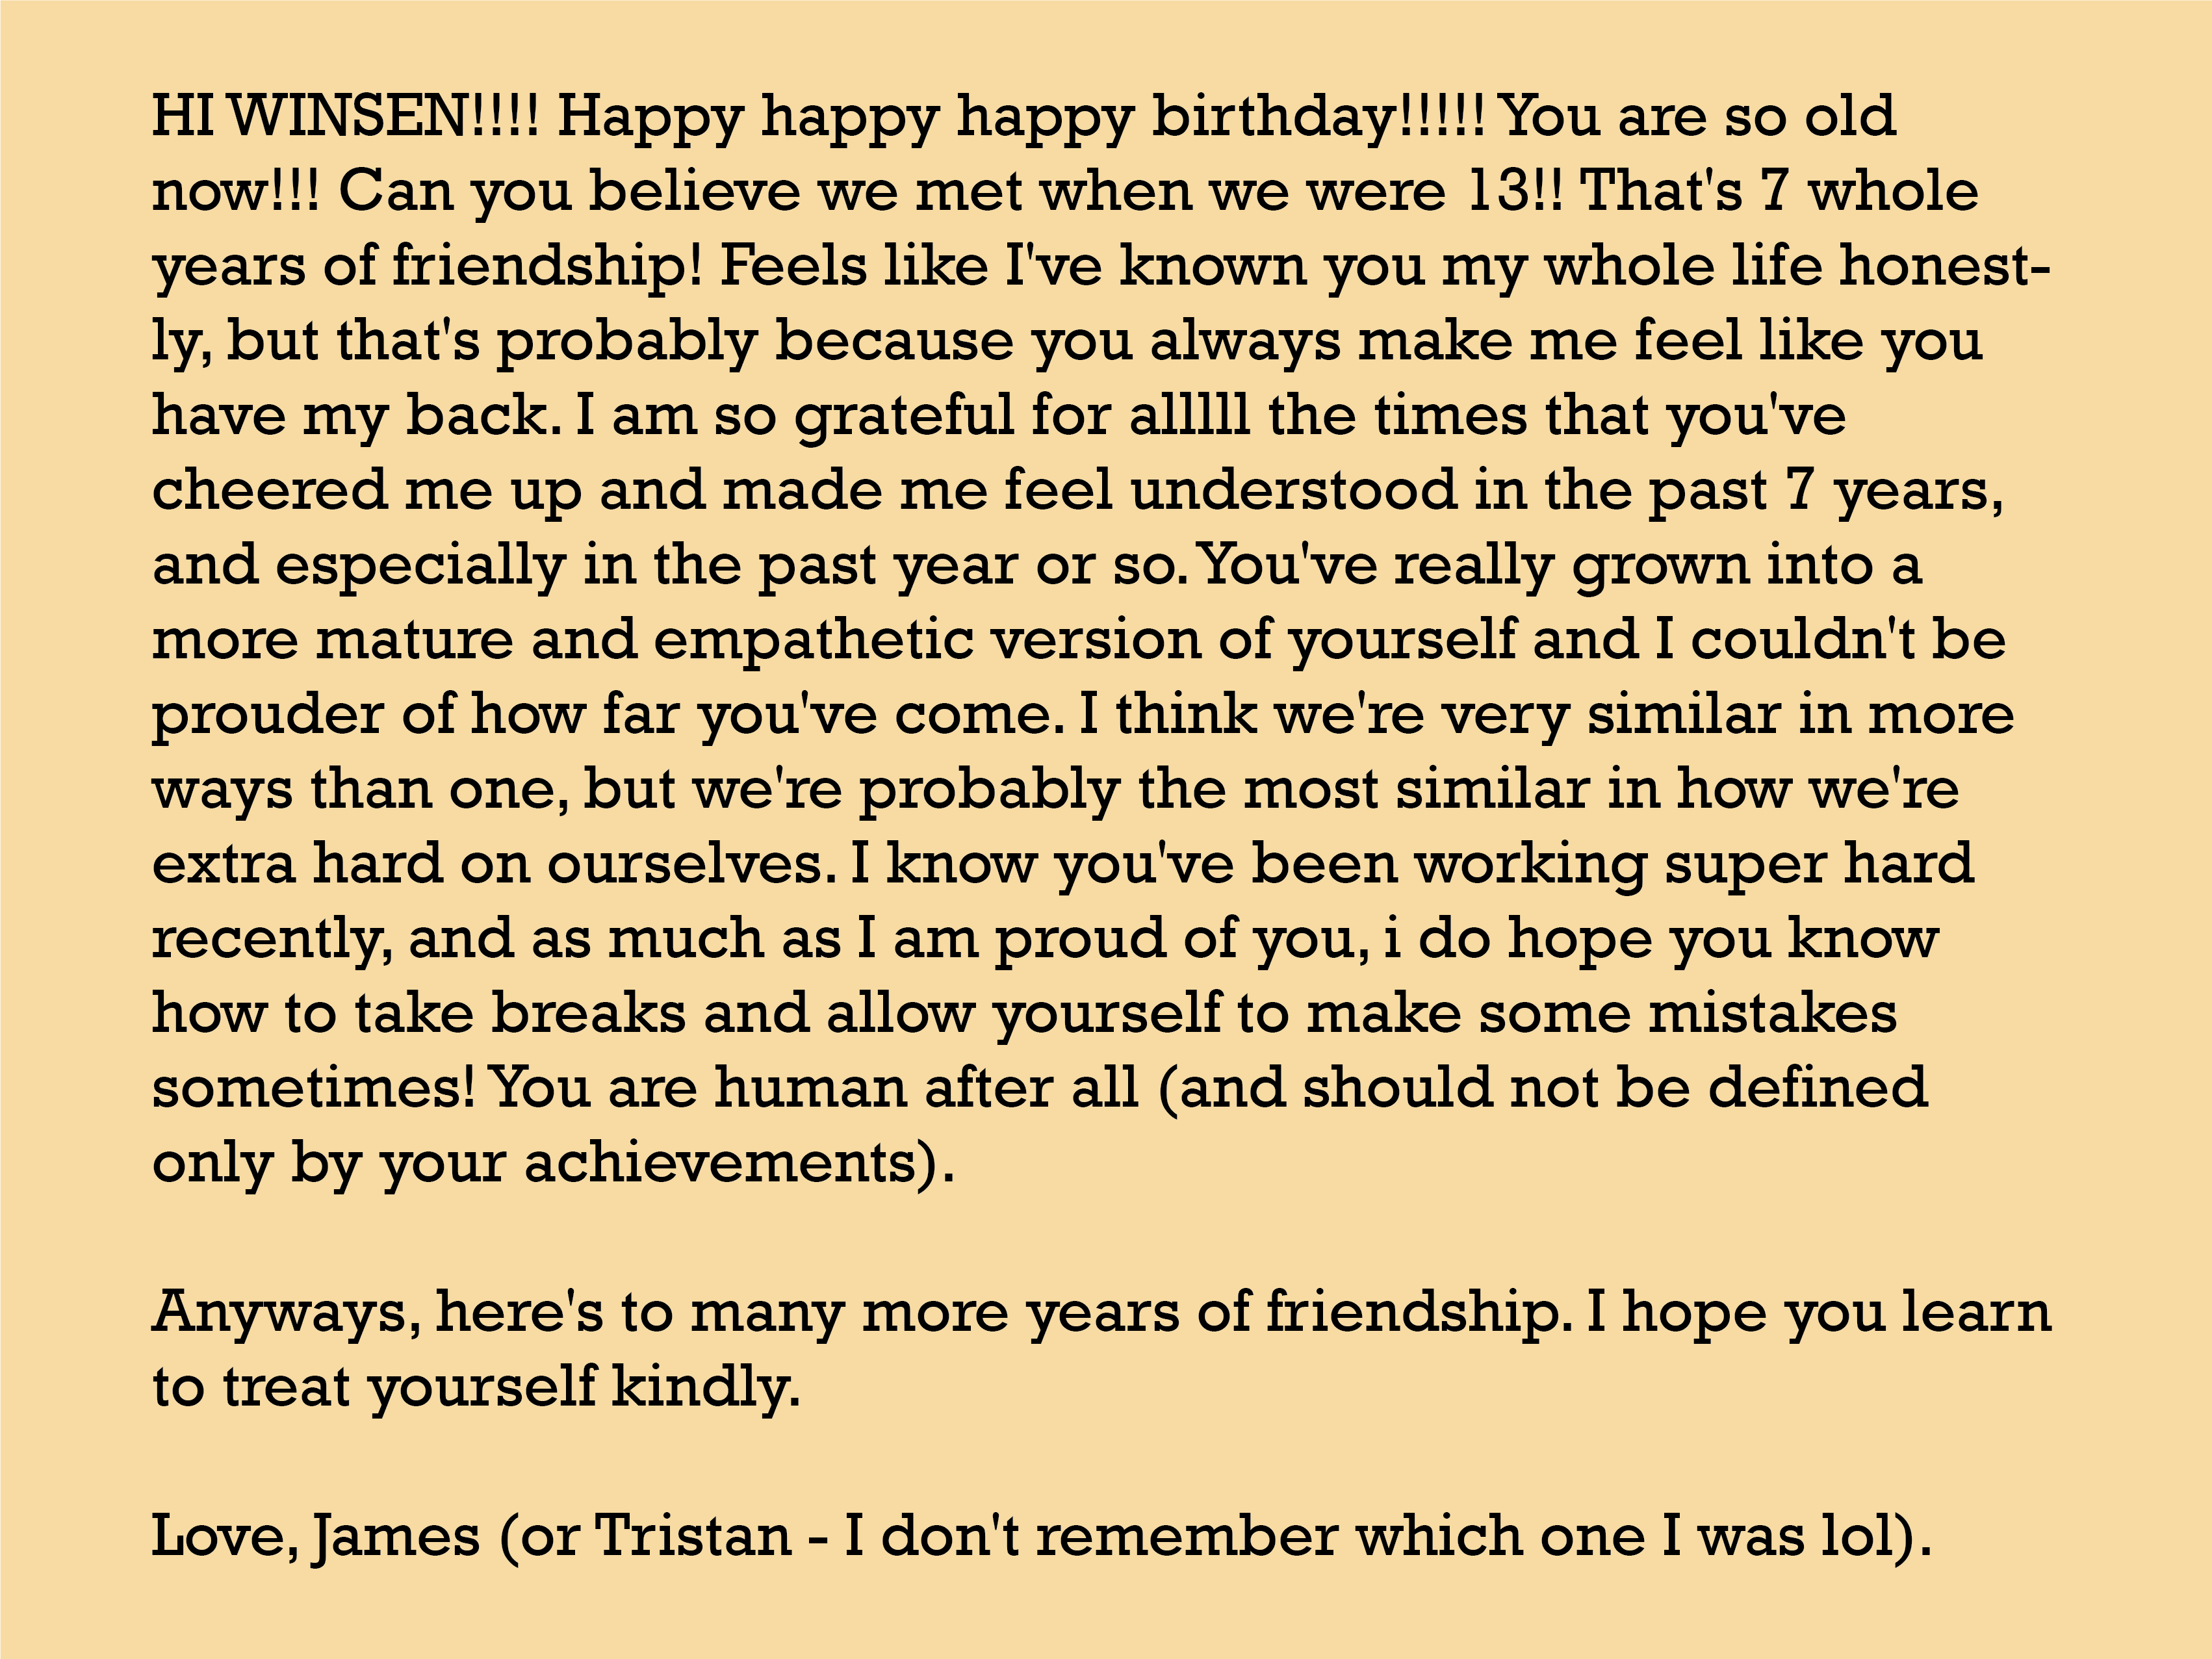 HI WINSEN!!!! Happy happy happy birthday!!!!! You are so old
now!!! Can you believe we met when we were 13!! That's 7 whole
years of friendship! Feels like I've known you my whole life honest-
ly, but that's probably because you always make me feel like you
have my back. I am so grateful for alllll the times that you've
cheered me up and made me feel understood in the past 7 years,
and especially in the past year or so. You've really grown into a
more mature and empathetic version of yourself and I couldn't be
prouder of how far you've come. I think we're very similar in more
ways than one, but we're probably the most similar in how we're
extra hard on ourselves. I know you've been working super hard
recently, and as much as I am proud of you, i do hope you know
how to take breaks and allow yourself to make some mistakes
sometimes! You are human after all (and should not be defined
only by your achievements).
Anyways, here's to many more years of friendship. I hope you learn
to treat yourself kindly.
Love, James (or Tristan - I don't remember which one I was lol).